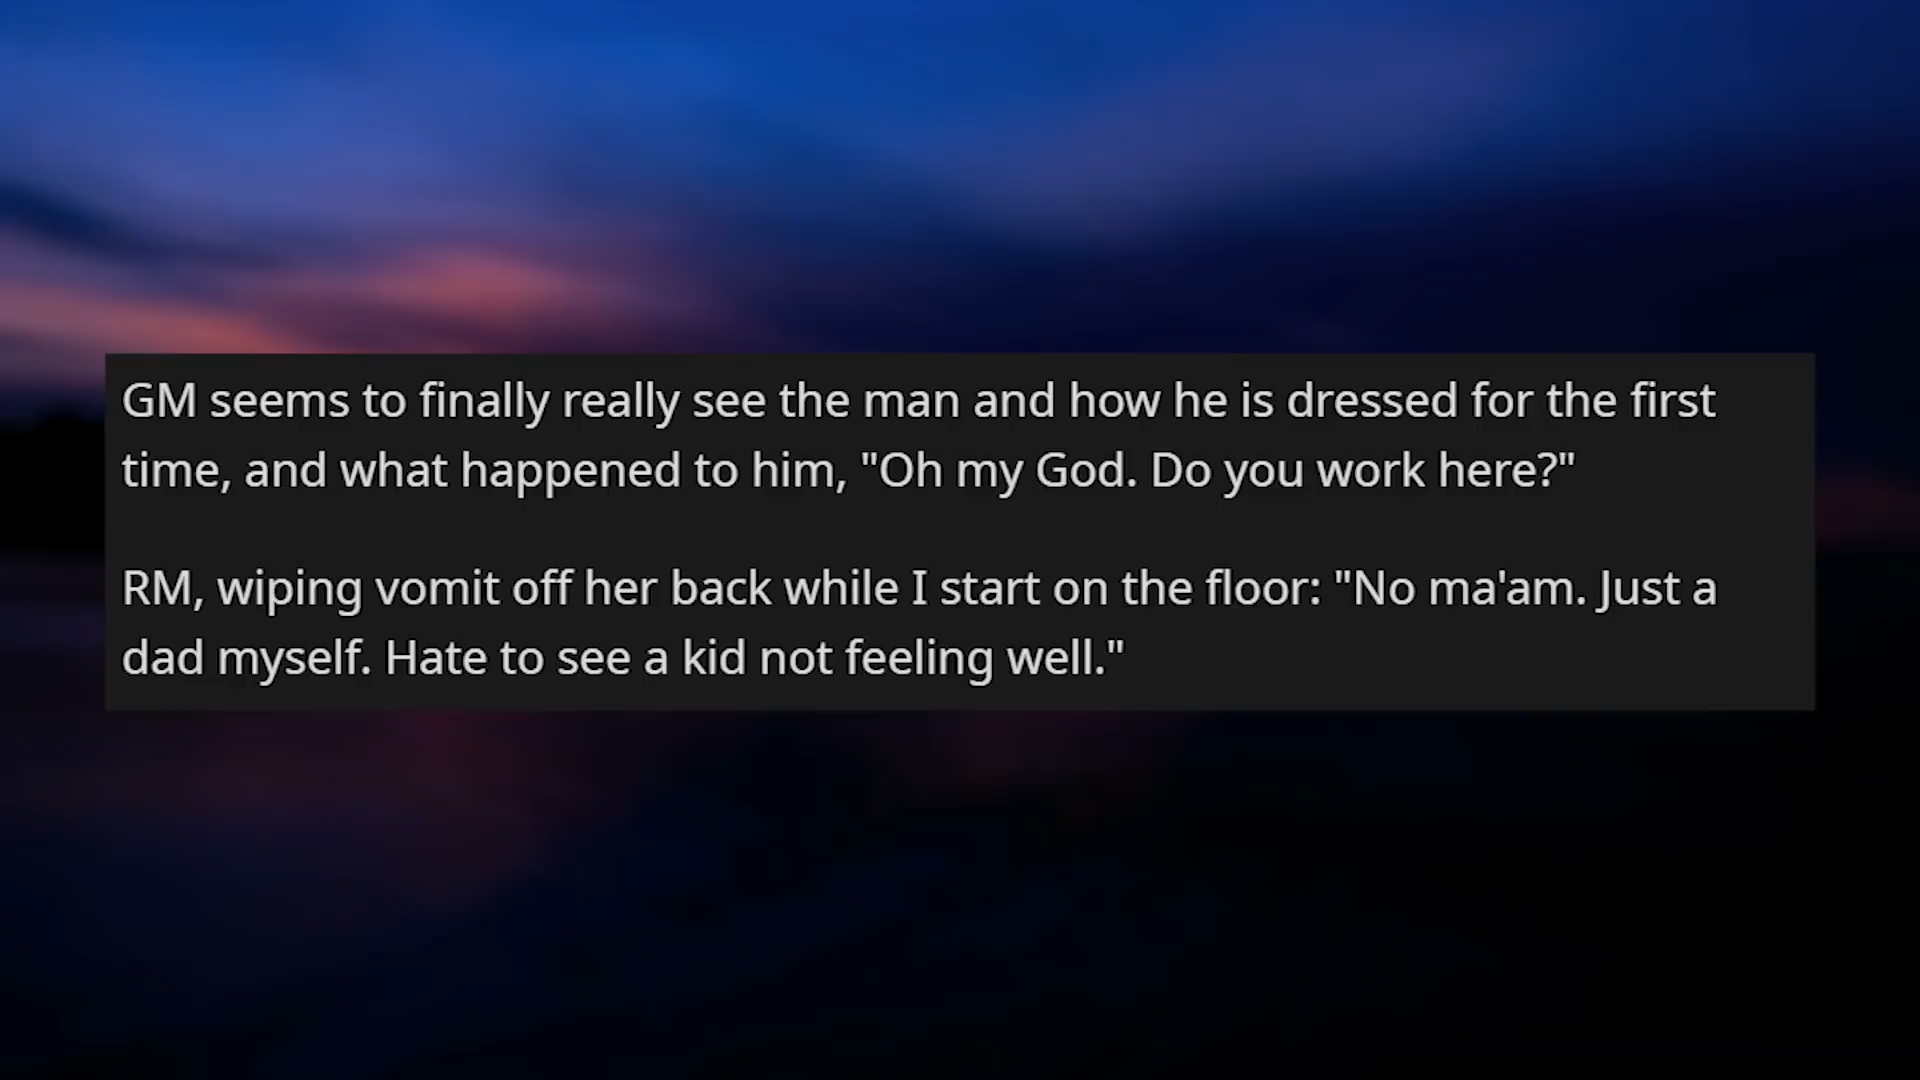 GM seems to finally really see the man and how he is dressed for the first
time, and what happened to him, "Oh my God. Do you work here?"
RM, wiping vomit off her back while I start on the floor: "No ma'am. Just a
dad myself. Hate to see a kid not feeling well."